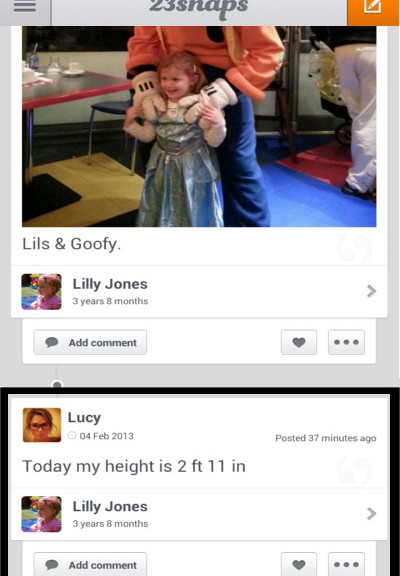 23snaps
Lils & Goofy.
Lilly Jones
3 years 8 months
Add comment
Lucy
04 Feb 2013
Posted 37 minutes ago
Today my height is 2 ft 11 in
Lilly Jones
3 years 8 months
Add comment